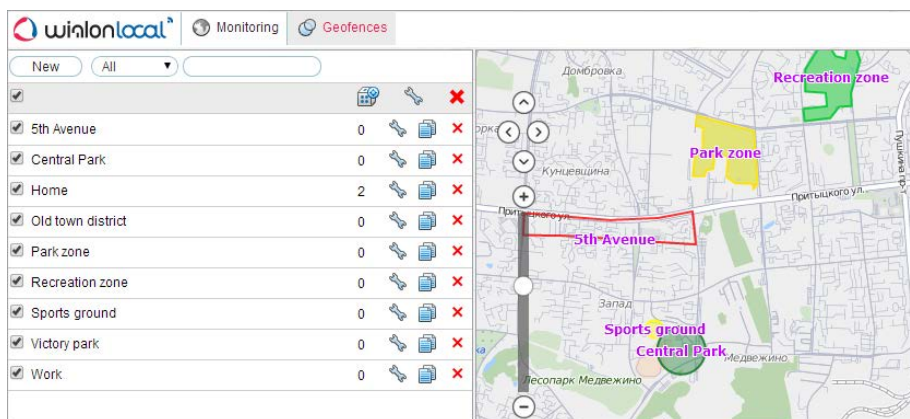 wialon local Monitoring Geofences
New All
5th Avenue 0
Central Park 0
Home 2
Old town district 0
Park zone 0
Recreation zone 0
Sports ground 0
Victory park 0
Work 0
Домбровка
Recreation zone
Park zone
Кунцевщина
Пушкина пр-т
Притыцкого ул.
Притыцкого ул.
5th Avenue
Запад
Sports ground
Central Park
Медвежино
Лесопарк Медвежино